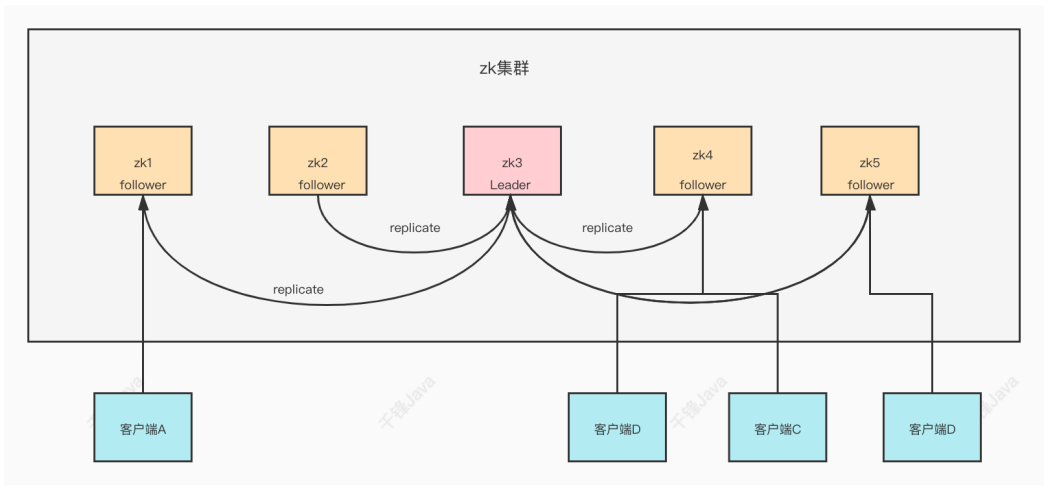 zk集群
zk1
follower
zk2
follower
zk3
Leader
zk4
follower
zk5
follower
replicate
replicate
replicate
千锋Java
千锋Java
千锋Java
千锋Java
客户端A
客户端D
客户端C
客户端D